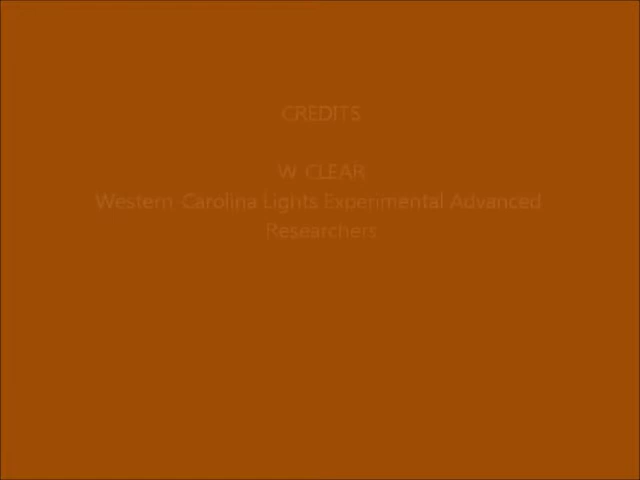 CREDITS
W-CLEAR
Western-Carolina Lights Experimental Advanced
Researchers